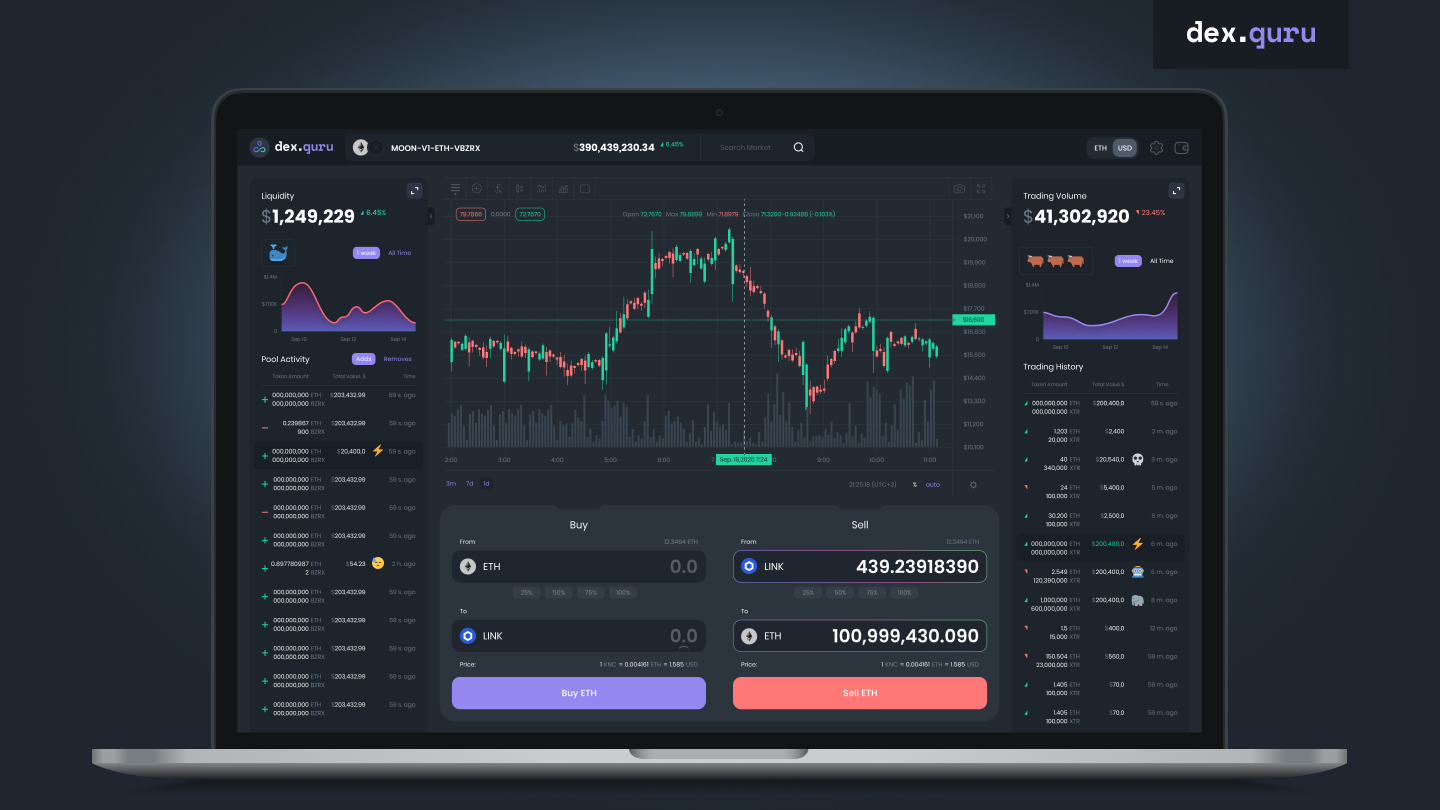 dex.guru
dex.guru
MOON-V1-ETH-VBZRX
$390,439,230.34
6,45%
Search Market
ETH
USD
Liquidity
$1,249,229
6,45%
1 week
All Time
$1.4M
$700K
0
Sep 10
Sep 12
Sep 14
Pool Activity
Adds
Removes
Token Amount
Total Value $
Time
000,000,000 ETH $203,432.99 59 s. ago
000,000,000 BZRX
0.239867 ETH $203,432.99 59 s. ago
900 BZRX
000,000,000 ETH $20,400,0 59 s. ago
000,000,000 BZRX
000,000,000 ETH $203,432.99 59 s. ago
000,000,000 BZRX
000,000,000 ETH $203,432.99 59 s. ago
000,000,000 BZRX
000,000,000 ETH $203,432.99 59 s. ago
000,000,000 BZRX
0.897780987 ETH $54.23 2 h. ago
2 BZRX
000,000,000 ETH $203,432.99 59 s. ago
000,000,000 BZRX
000,000,000 ETH $203,432.99 59 s. ago
000,000,000 BZRX
000,000,000 ETH $203,432.99 59 s. ago
000,000,000 BZRX
000,000,000 ETH $203,432.99 59 s. ago
000,000,000 BZRX
000,000,000 ETH $203,432.99 59 s. ago
000,000,000 BZRX
79.7866
0.0000
72.7670
Open 72.7670 Max 79.8899 Min 71.8979 Close 71.3200
$21,000
$20,000
$19,900
$18,800
$17,700
$16,600
$16,600
$15,500
$14,400
$13,300
$11,200
$10,100
2:00
3:00
4:00
5:00
6:00
Sep. 15,2020 7:24
9:00
10:00
11:00
3m
7d
1d
21:25:18 (UTC+3)
%
auto
Buy
From
12.3494 ETH
ETH
0.0
25%
50%
75%
100%
To
LINK
0.0
Price:
1 KNC = 0.004161 ETH = 1.585 USD
Buy ETH
Sell
From
12.3494 ETH
LINK
439.23918390
25%
50%
75%
100%
To
ETH
100,999,430.090
Price:
1 KNC = 0.004161 ETH = 1.585 USD
Sell ETH
Trading Volume
$41,302,920
23.45%
1 week
All Time
$1.4M
$700K
0
Sep 10
Sep 12
Sep 14
Trading History
Token Amount
Total Value $
Time
000,000,000 ETH $200,400,0 59 s. ago
000,000,000 XTR
1.203 ETH $2,400 2 m. ago
20,000 XTR
40 ETH $20,540,0 3 m. ago
340,000 XTR
24 ETH $5,400,0 5 m. ago
100,000 XTR
30.200 ETH $2,500,0 6 m. ago
100,000 XTR
000,000,000 ETH $200,400,0 6 m. ago
000,000,000 XTR
2.549 ETH $200,400,0 6 m. ago
120,390,000 XTR
1,000,000 ETH $200,400,0 8 m. ago
600,000,000 XTR
1.5 ETH $400,0 12 m. ago
15,000 XTR
150.504 ETH $560,0 59 m. ago
23,000,000 XTR
1.405 ETH $70,0 59 m. ago
100,000 XTR
1.405 ETH $70,0 59 m. ago
100,000 XTR